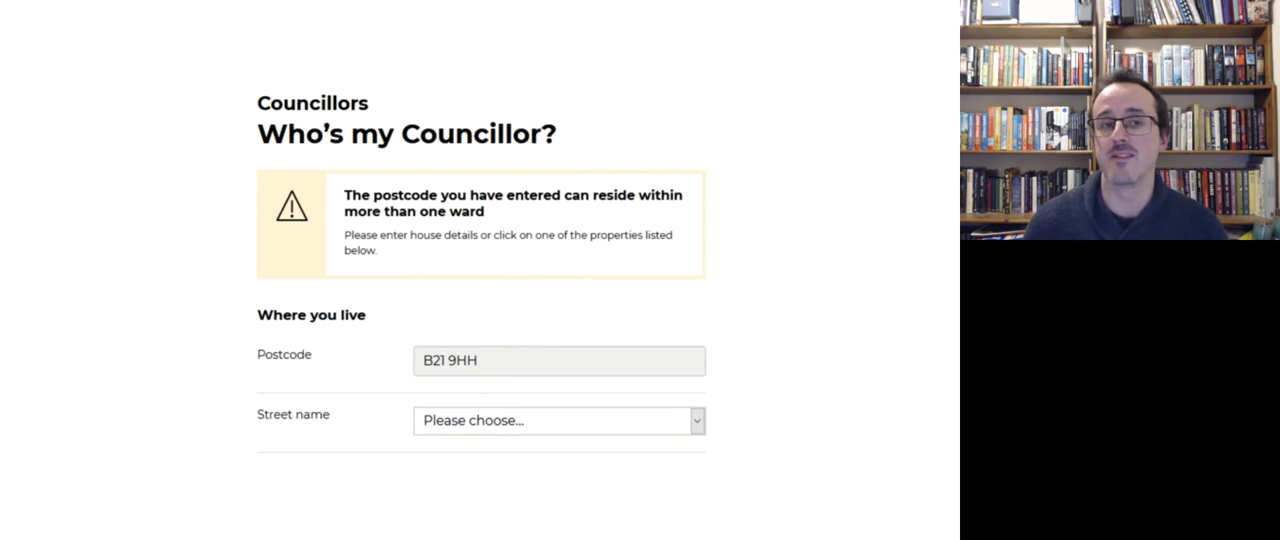 Councillors
Who’s my Councillor?
The postcode you have entered can reside within
more than one ward
Please enter house details or click on one of the properties listed
below.
Where you live
Postcode
B21 9HH
Street name
Please choose...